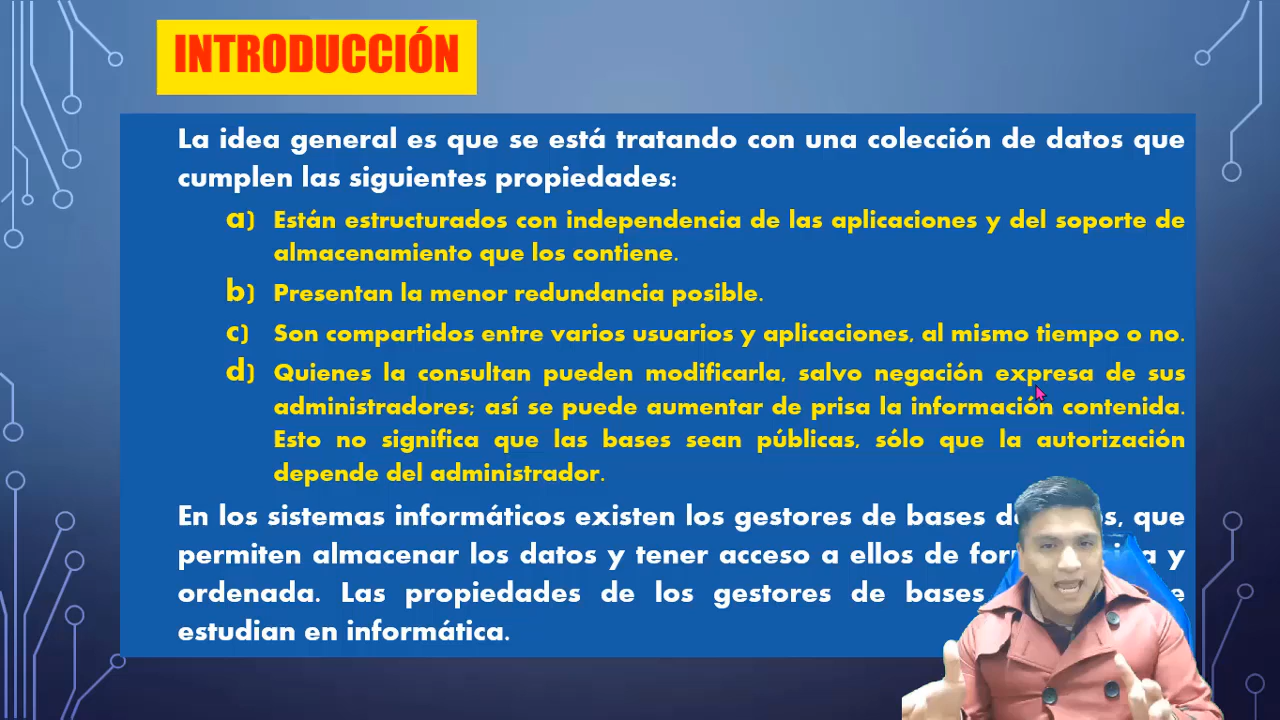 INTRODUCCIÓN
La idea general es que se está tratando con una colección de datos que
cumplen las siguientes propiedades:
a) Están estructurados con independencia de las aplicaciones y del soporte de
almacenamiento que los contiene.
b) Presentan la menor redundancia posible.
c) Son compartidos entre varios usuarios y aplicaciones, al mismo tiempo o no.
d) Quienes la consultan pueden modificarla, salvo negación expresa de sus
administradores; así se puede aumentar de prisa la información contenida.
Esto no significa que las bases sean públicas, sólo que la autorización
depende del administrador.
En los sistemas informáticos existen los gestores de bases que
permiten almacenar los datos y tener acceso a ellos de y
ordenada. Las propiedades de los gestores de bases
estudian en informática.